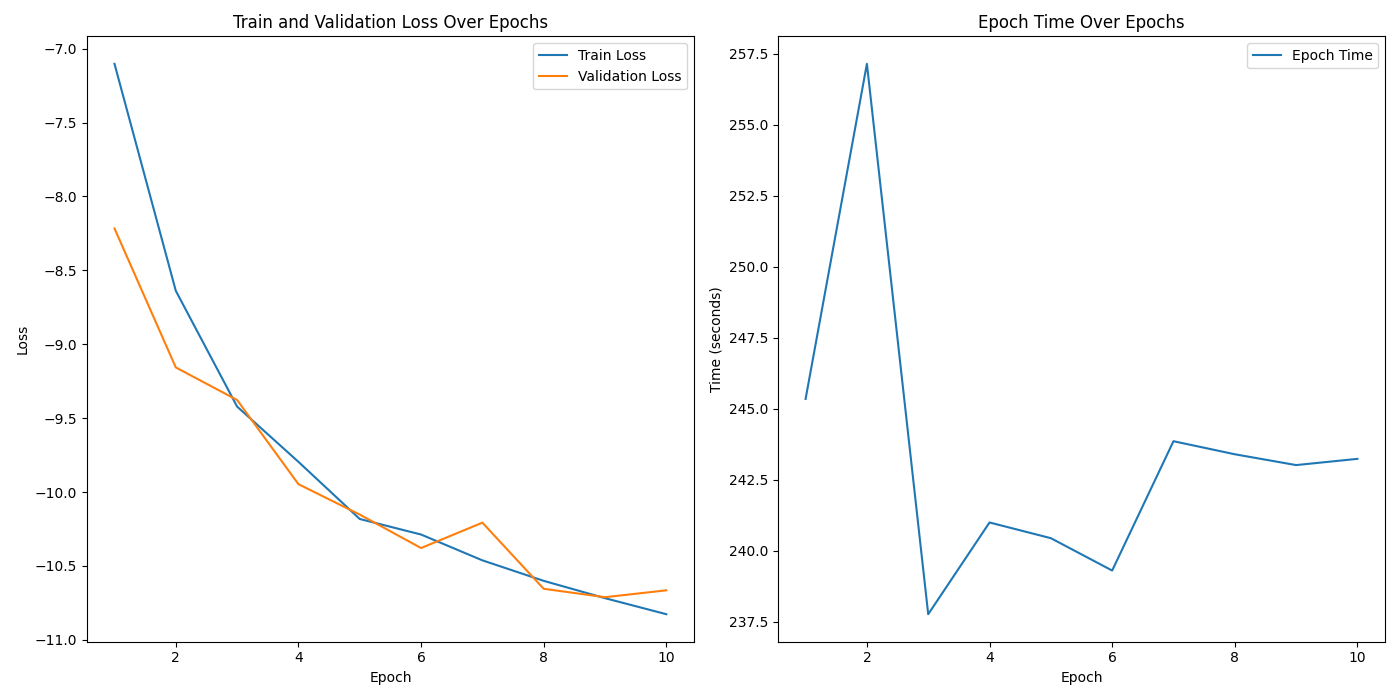 Train and Validation Loss Over Epochs
Train Loss
Validation Loss
−7.0
−7.5
−8.0
−8.5
−9.0
−9.5
−10.0
−10.5
−11.0
Loss
2 4 6 8 10
Epoch
Epoch Time Over Epochs
Epoch Time
257.5
255.0
252.5
250.0
247.5
245.0
242.5
240.0
237.5
Time (seconds)
2 4 6 8 10
Epoch